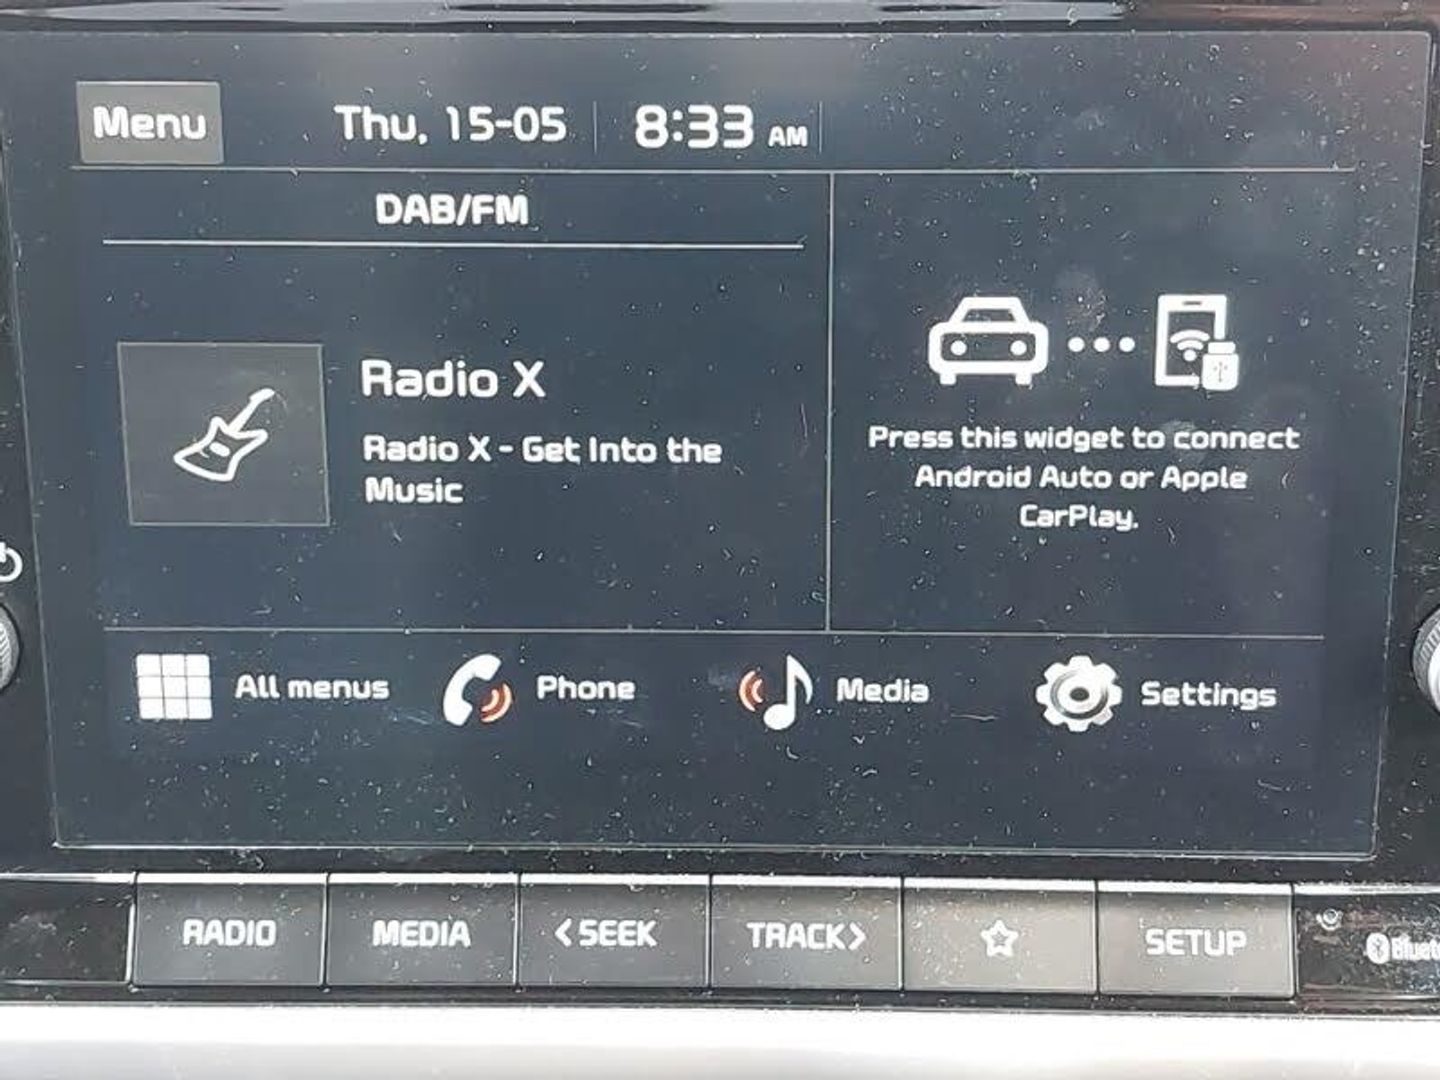 Menu
Thu, 15-05
8:33 AM
DAB/FM
Radio X
Radio X - Get Into the
Music
Press this widget to connect
Android Auto or Apple
CarPlay.
All menus
Phone
Media
Settings
RADIO
MEDIA
<SEEK
TRACK>
SETUP